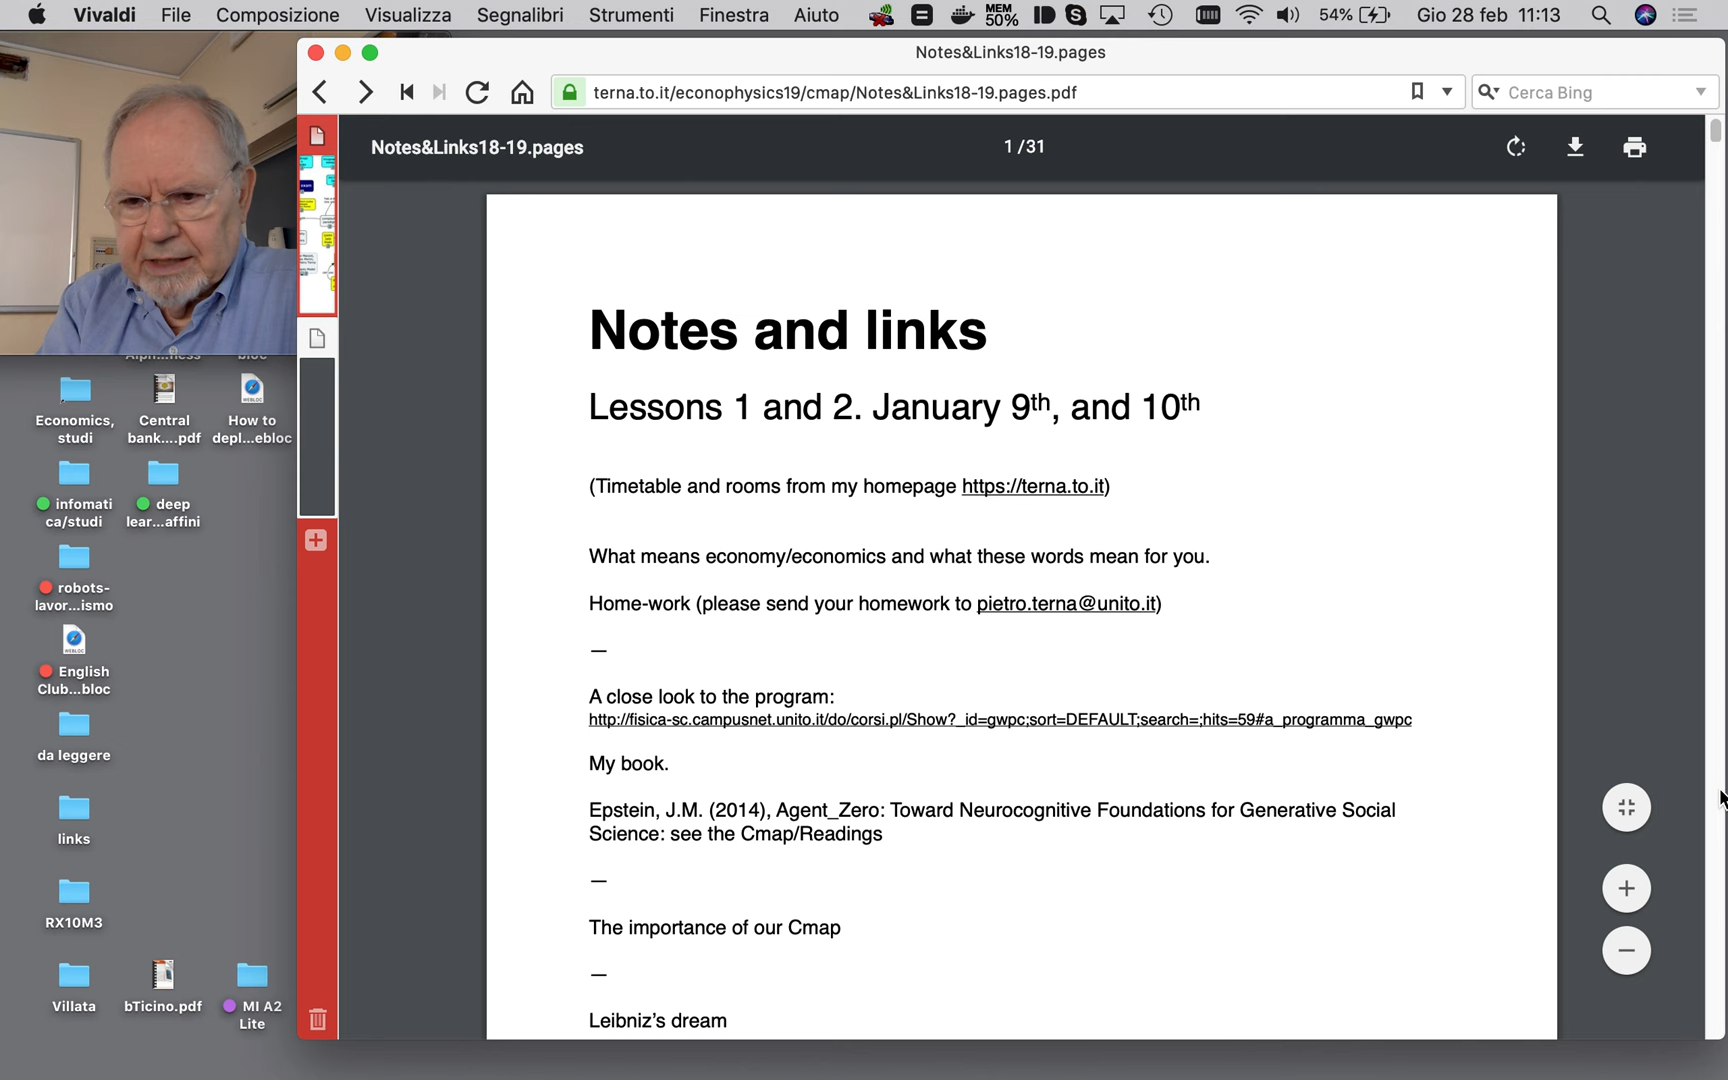 Vivaldi File Composizione Visualizza Segnalibri Strumenti Finestra Aiuto MEM 50% 54% Gio 28 feb 11:13
Notes&Links18-19.pages
terna.to.it/econophysics19/cmap/Notes&Links18-19.pages.pdf Cerca Bing
Notes&Links18-19.pages 1 / 31
Notes and links
Lessons 1 and 2. January 9th, and 10th
(Timetable and rooms from my homepage https://terna.to.it)
What means economy/economics and what these words mean for you.
Home-work (please send your homework to pietro.terna@unito.it)
—
A close look to the program:
http://fisica-sc.campusnet.unito.it/do/corsi.pl/Show?_id=gwpc;sort=DEFAULT;search=;hits=59#a_programma_gwpc
My book.
Epstein, J.M. (2014), Agent_Zero: Toward Neurocognitive Foundations for Generative Social
Science: see the Cmap/Readings
—
The importance of our Cmap
—
Leibniz’s dream
Economics,
studi
Central
bank....pdf
How to
depl...ebloc
infomati
ca/studi
deep
lear...affini
robots-
lavor...ismo
WEBLOC
English
Club...bloc
da leggere
links
RX10M3
Villata
bTicino.pdf
MI A2
Lite